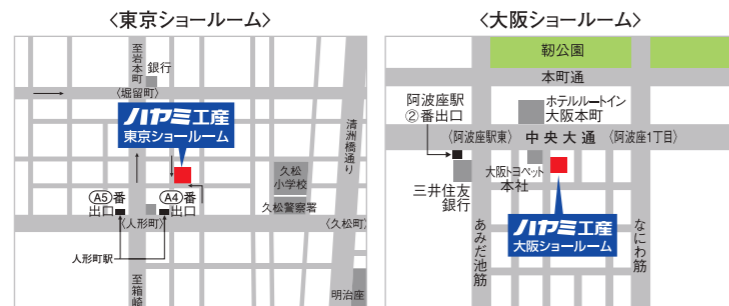 〈東京ショールーム〉
至岩本町
銀行
〈堀留町〉
ハヤミ工産
東京ショールーム
清洲橋通り
久松
小学校
久松警察署
A5番
出口
A4番
出口
〈人形町〉
〈久松町〉
人形町駅
至箱崎
明治座
〈大阪ショールーム〉
靭公園
本町通
阿波座駅
②番出口
ホテルルートイン
大阪本町
〈阿波座駅東〉
中央大通
〈阿波座1丁目〉
大阪トヨペット
本社
三井住友
銀行
ハヤミ工産
大阪ショールーム
あみだ池筋
なにわ筋